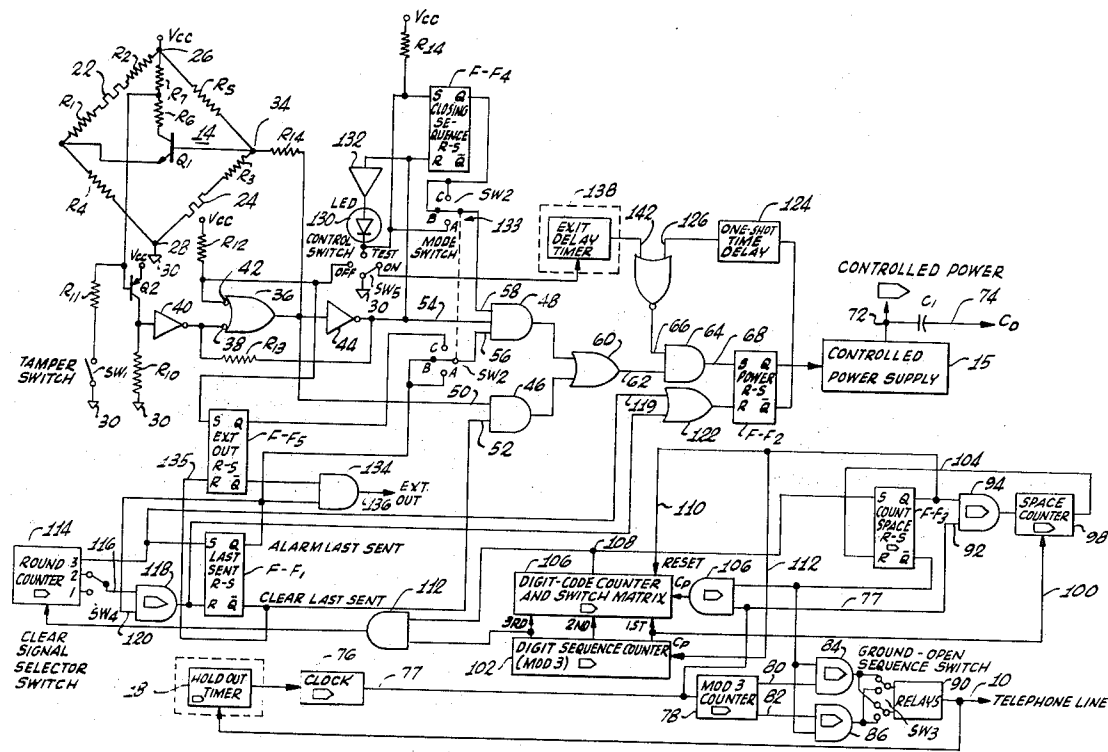 Vcc
26
R2
22
R1
R7
R5
R6
14
Q1
34
R14
R4
R3
24
28
30
Vcc
R12
42
36
Vcc
Q2
R11
40
38
R13
44
TAMPER
SWITCH
SW1
R10
30
30
Vcc
R14
F-F4
S Q
CLOSING
SE-
QUENCE
R-S
R Q̅
132
LED
130
CONTROL
SWITCH
TEST
OFF
ON
SW5
30
C
B
A
SW2
133
MODE
SWITCH
138
EXIT
DELAY
TIMER
142
126
124
ONE-SHOT
TIME
DELAY
CONTROLLED
POWER
C1
74
72
C0
15
CONTROLLED
POWER SUPPLY
54
58
48
56
C
B
A
SW2
50
46
52
60
62
66
64
68
119
122
S Q
POWER
R-S
R Q̅
F-F2
S Q
EXT
OUT
R-S
R Q̅
F-F5
135
134
EXT.
OUT
136
114
ROUND
COUNTER
3
2
1
116
SW4
118
120
S Q
LAST
SENT
R-S
R Q̅
F-F1
ALARM LAST SENT
CLEAR LAST SENT
CLEAR
SIGNAL
SELECTOR
SWITCH
112
106
108
110
RESET
DIGIT-CODE COUNTER
AND SWITCH MATRIX
CP
106
112
3RD
2ND
1ST
102
DIGIT SEQUENCE COUNTER
(MOD 3)
CP
S Q
COUNT
SPACE
R-S
R Q̅
F-F3
104
94
92
SPACE
COUNTER
98
77
100
18
HOLD OUT
TIMER
76
CLOCK
77
MOD 3
COUNTER
78
80
82
84
86
GROUND-OPEN
SEQUENCE SWITCH
90
RELAYS
SW3
10
TELEPHONE LINE